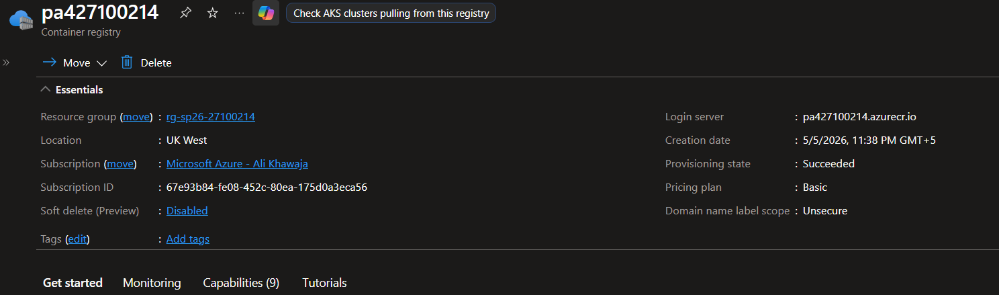 pa427100214
Check AKS clusters pulling from this registry
Container registry
Move
Delete
Essentials
Resource group (move) : rg-sp26-27100214
Location : UK West
Subscription (move) : Microsoft Azure - Ali Khawaja
Subscription ID : 67e93b84-fe08-452c-80ea-175d0a3eca56
Soft delete (Preview) : Disabled
Tags (edit) : Add tags
Login server : pa427100214.azurecr.io
Creation date : 5/5/2026, 11:38 PM GMT+5
Provisioning state : Succeeded
Pricing plan : Basic
Domain name label scope : Unsecure
Get started
Monitoring
Capabilities (9)
Tutorials